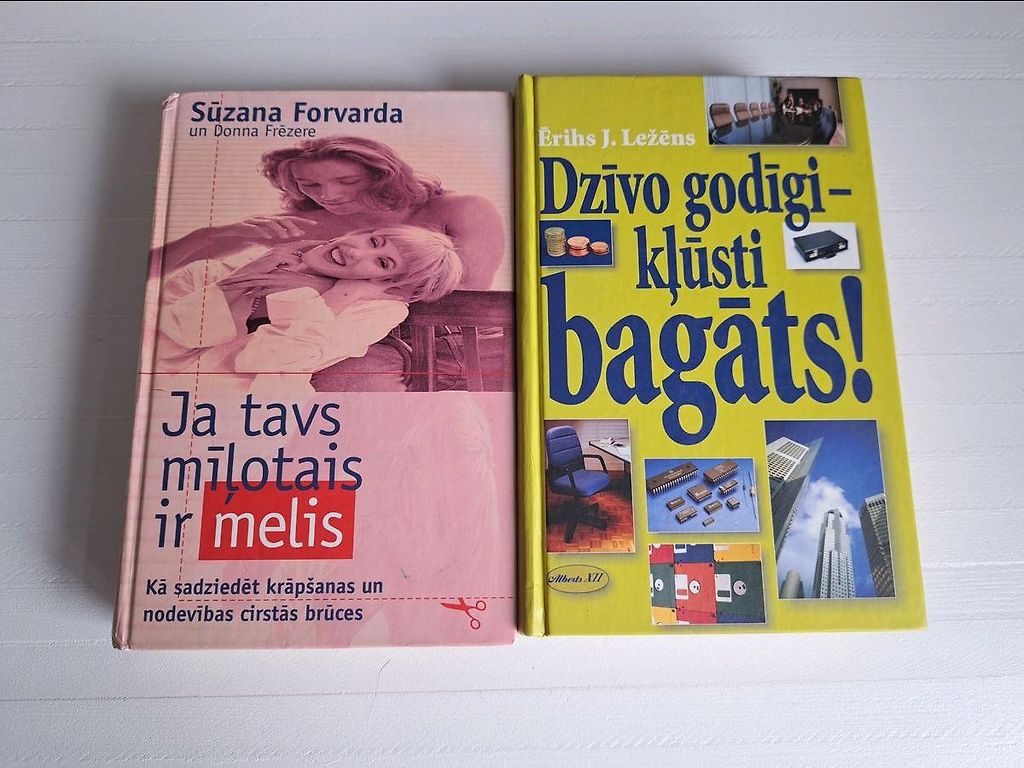 Sūzana Forvarda
un Donna Frēzere
Ja tavs
mīļotais
ir melis
Kā sadziedēt krāpšanas un
nodevības cirstās brūces
Ērihs J. Ležēns
Dzīvo godīgi –
kļūsti
bagāts!
Alberts XII